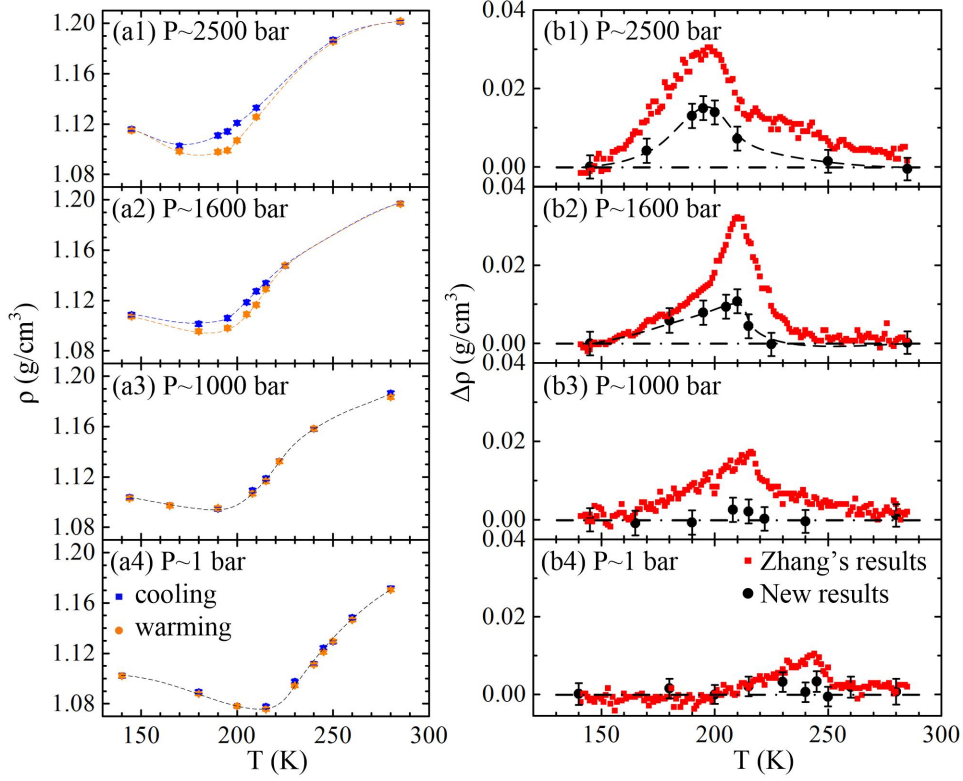 (a1) P~2500 bar
1.20
1.16
1.12
1.08
(a2) P~1600 bar
1.20
1.16
1.12
1.08
(a3) P~1000 bar
1.20
1.16
1.12
1.08
(a4) P~1 bar
cooling
warming
1.20
1.16
1.12
1.08
ρ (g/cm³)
100 150 200 250 300
T (K)
(b1) P~2500 bar
0.04
0.02
0.00
(b2) P~1600 bar
0.04
0.02
0.00
(b3) P~1000 bar
0.04
0.02
0.00
(b4) P~1 bar
Zhang's results
New results
0.04
0.02
0.00
Δρ (g/cm³)
100 150 200 250 300
T (K)